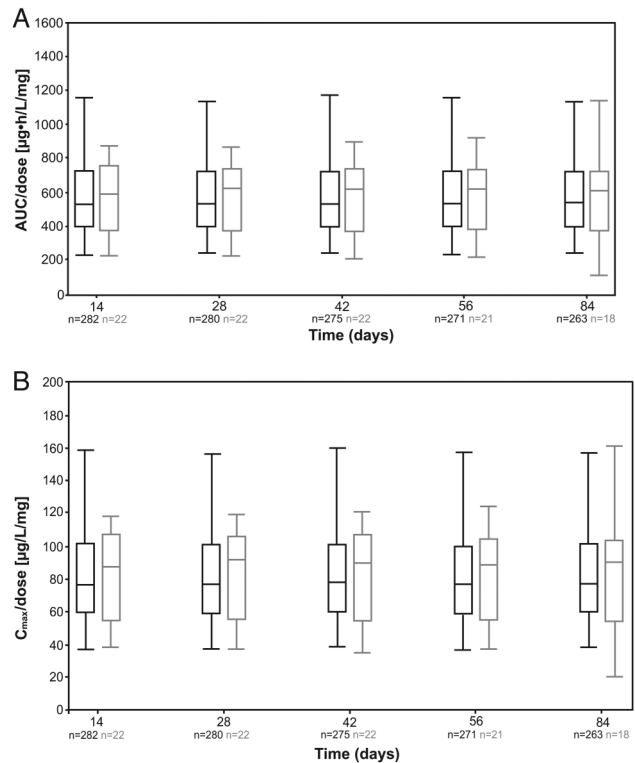 A
AUC/dose [µg•h/L/mg]
1600
1400
1200
1000
800
600
400
200
0
14 28 42 56 84
n=282 n=22 n=280 n=22 n=275 n=22 n=271 n=21 n=263 n=18
Time (days)
B
Cmax/dose [µg/L/mg]
200
180
160
140
120
100
80
60
40
20
0
14 28 42 56 84
n=282 n=22 n=280 n=22 n=275 n=22 n=271 n=21 n=263 n=18
Time (days)